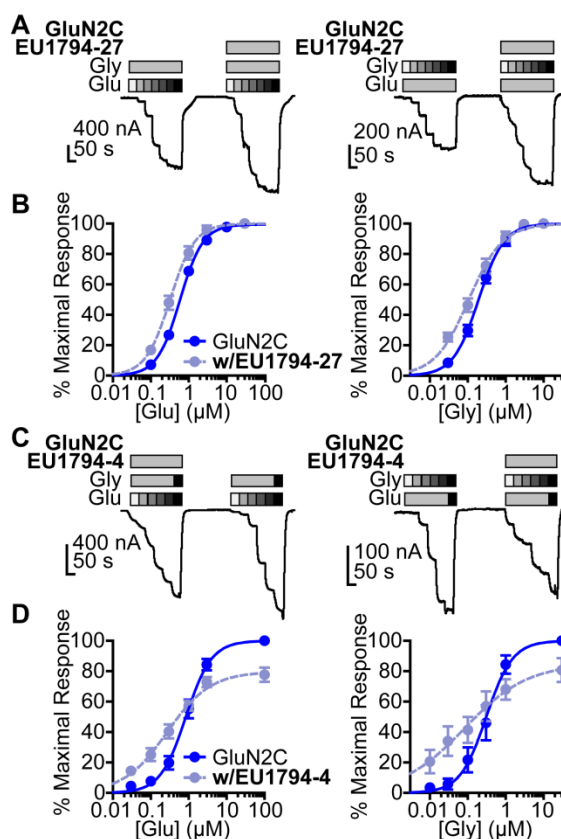 A
GluN2C
EU1794-27
Gly
Glu
400 nA
50 s
GluN2C
EU1794-27
Gly
Glu
200 nA
50 s
B
% Maximal Response
100
80
60
40
20
0
0.01 0.1 1 10 100
[Glu] (µM)
GluN2C
w/EU1794-27
% Maximal Response
100
80
60
40
20
0
0.01 0.1 1 10
[Gly] (µM)
C
GluN2C
EU1794-4
Gly
Glu
400 nA
50 s
GluN2C
EU1794-4
Gly
Glu
100 nA
50 s
D
% Maximal Response
100
80
60
40
20
0
0.01 0.1 1 10 100
[Glu] (µM)
GluN2C
w/EU1794-4
% Maximal Response
100
80
60
40
20
0
0.01 0.1 1 10
[Gly] (µM)